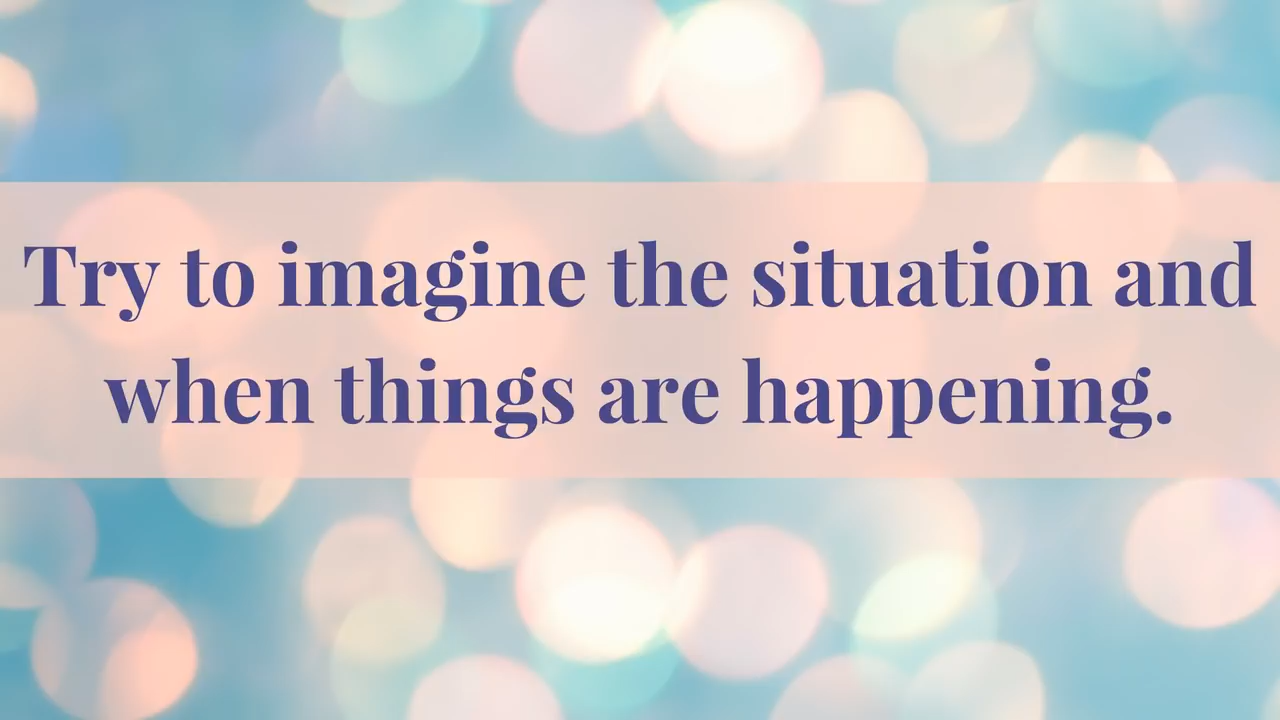 Try to imagine the situation and
when things are happening.